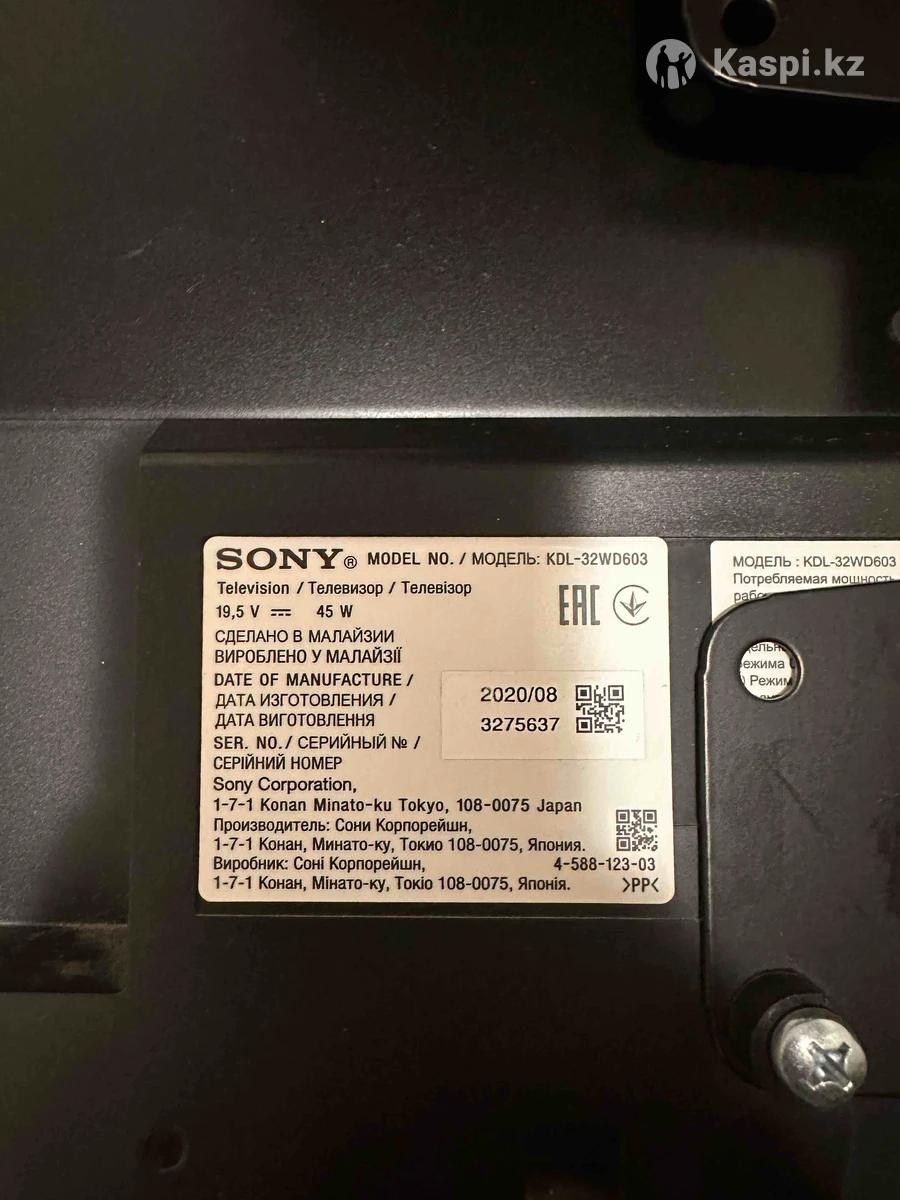 Kaspi.kz
SONY® MODEL NO. / МОДЕЛЬ: KDL-32WD603
Television / Телевизор / Телевізор
19,5 V ⎓ 45 W
EAC
СДЕЛАНО В МАЛАЙЗИИ
ВИРОБЛЕНО У МАЛАЙЗІЇ
DATE OF MANUFACTURE /
ДАТА ИЗГОТОВЛЕНИЯ /
ДАТА ВИГОТОВЛЕННЯ
2020/08
3275637
SER. NO. / СЕРИЙНЫЙ № /
СЕРІЙНИЙ НОМЕР
Sony Corporation,
1-7-1 Konan Minato-ku Tokyo, 108-0075 Japan
Производитель: Сони Корпорейшн,
1-7-1 Конан, Минато-ку, Токио 108-0075, Япония.
Виробник: Соні Корпорейшн,
4-588-123-03
1-7-1 Конан, Мінато-ку, Токіо 108-0075, Японія.
>PP<
МОДЕЛЬ : KDL-32WD603
Потребляемая мощность
Режим